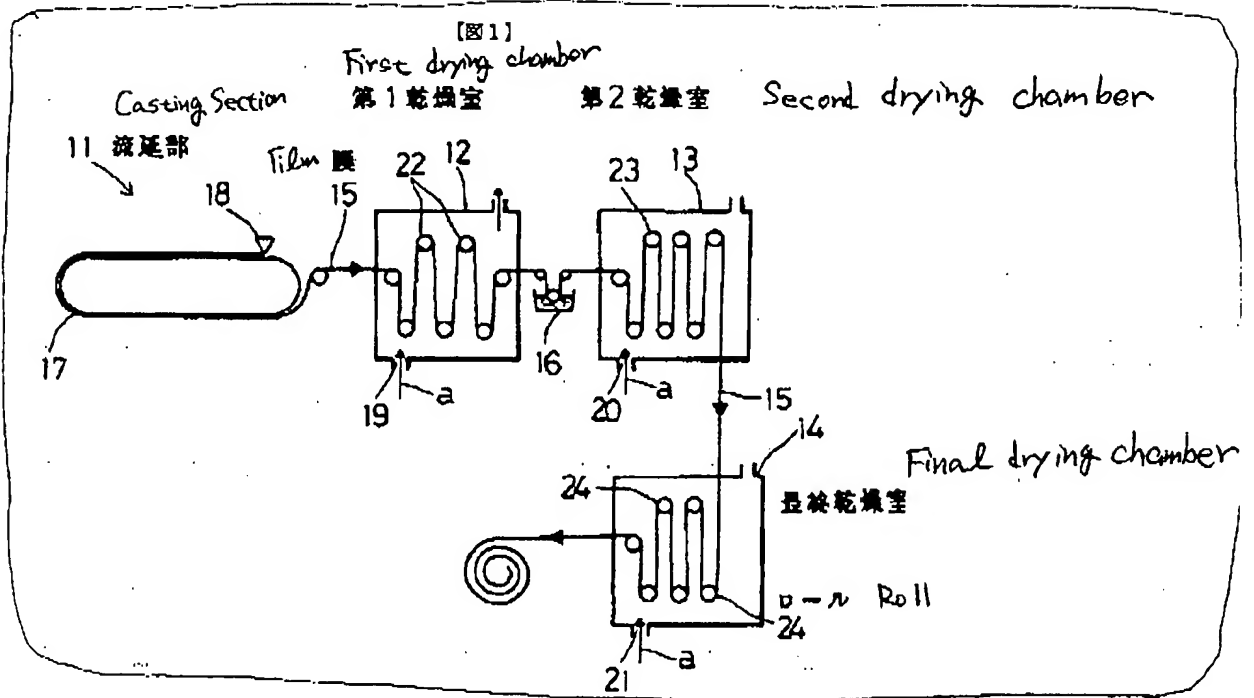 【図1】
First drying chamber
Casting Section 第1乾燥室 第2乾燥室 Second drying chamber
11 流延部
Film 膜
18 15 22 12 23 13
17
19 a 16 20 a 15
14
Final drying chamber
24 最終乾燥室
ロール Roll
24
21 a